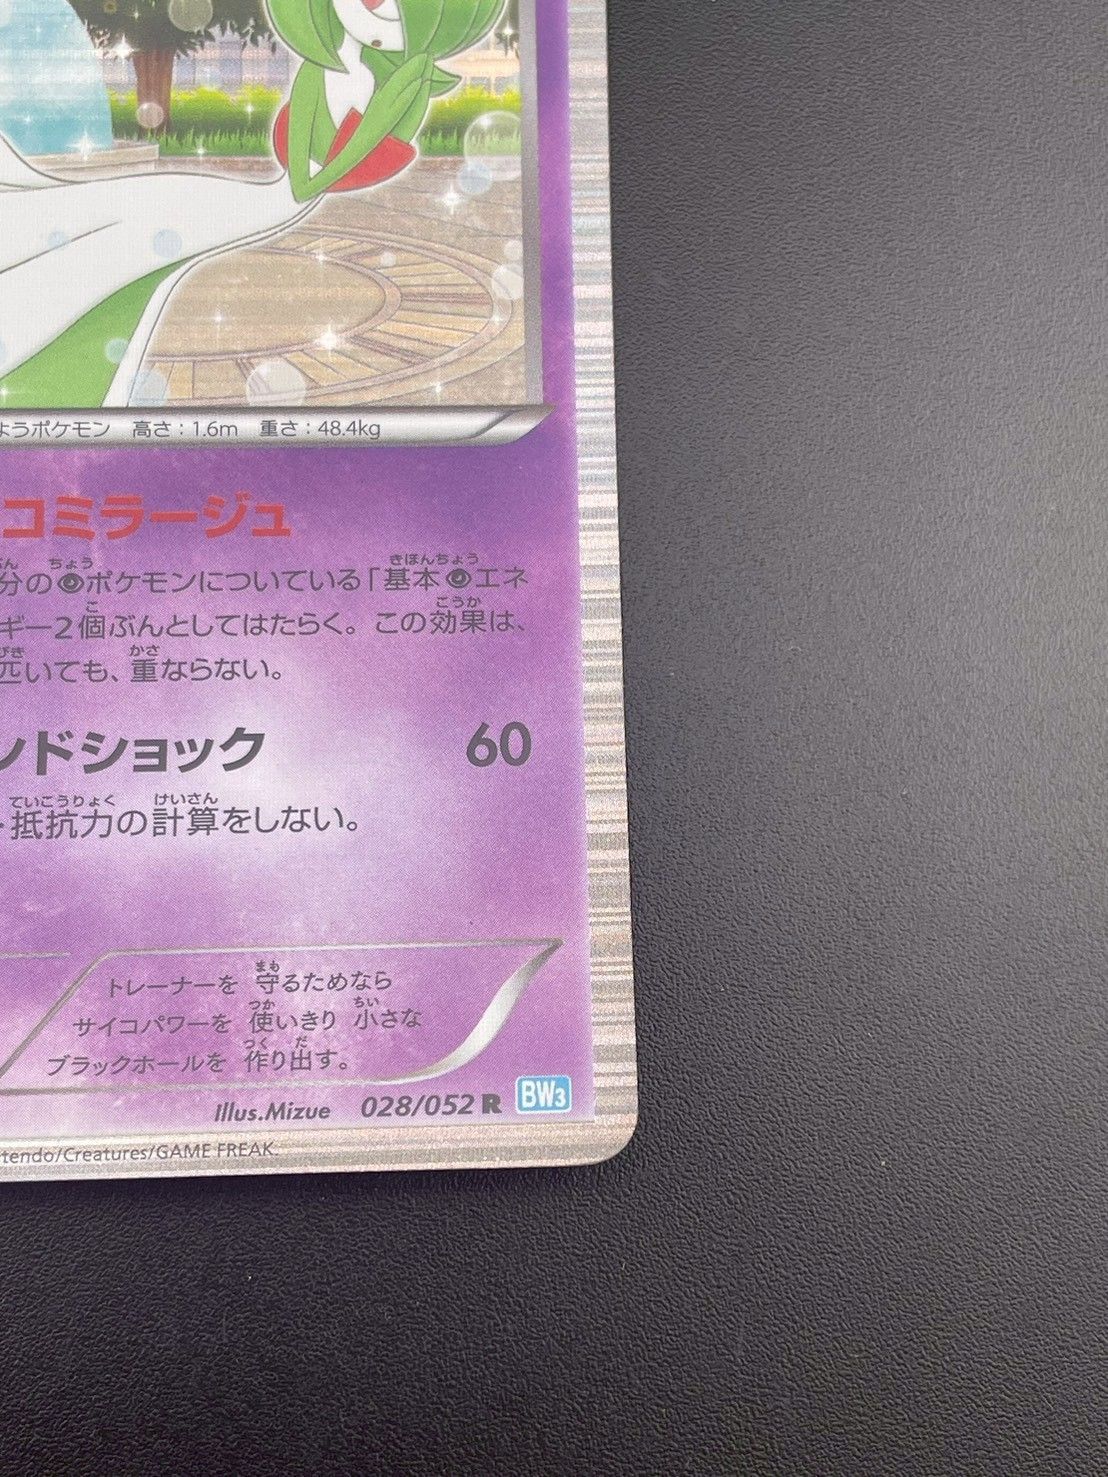 ようポケモン 高さ:1.6m 重さ:48.4kg
コミラージュ
分のポケモンについている「基本エネ
ギー2個ぶんとしてはたらく。この効果は、
匹いても、重ならない。
ンドショック 60
・抵抗力の計算をしない。
トレーナーを 守るためなら
サイコパワーを 使いきり 小さな
ブラックホールを 作り出す。
Illus.Mizue 028/052 R BW3
tendo/Creatures/GAME FREAK.